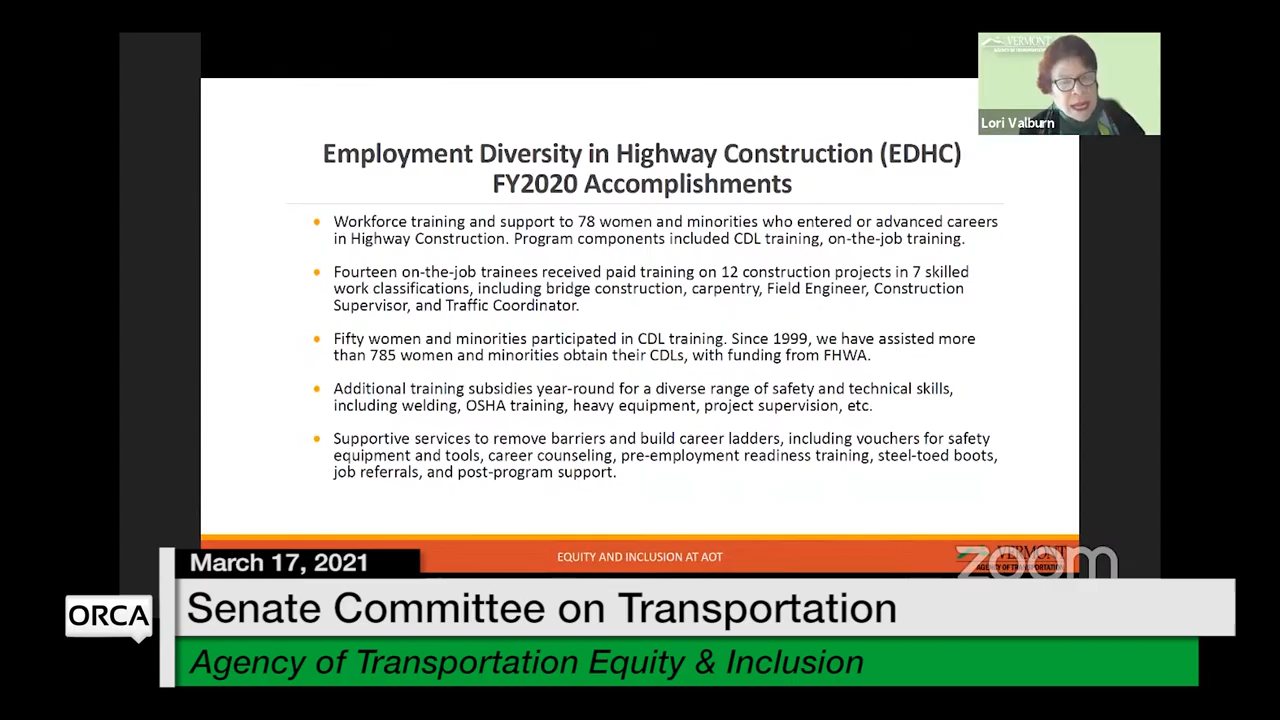 VERMONT
AGENCY OF TRANSPORTATION
Lori Valburn
Employment Diversity in Highway Construction (EDHC)
FY2020 Accomplishments
• Workforce training and support to 78 women and minorities who entered or advanced careers
in Highway Construction. Program components included CDL training, on-the-job training.
• Fourteen on-the-job trainees received paid training on 12 construction projects in 7 skilled
work classifications, including bridge construction, carpentry, Field Engineer, Construction
Supervisor, and Traffic Coordinator.
• Fifty women and minorities participated in CDL training. Since 1999, we have assisted more
than 785 women and minorities obtain their CDLs, with funding from FHWA.
• Additional training subsidies year-round for a diverse range of safety and technical skills,
including welding, OSHA training, heavy equipment, project supervision, etc.
• Supportive services to remove barriers and build career ladders, including vouchers for safety
equipment and tools, career counseling, pre-employment readiness training, steel-toed boots,
job referrals, and post-program support.
EQUITY AND INCLUSION AT AOT
VERMONT
AGENCY OF TRANSPORTATION
zoom
March 17, 2021
ORCA
Senate Committee on Transportation
Agency of Transportation Equity & Inclusion